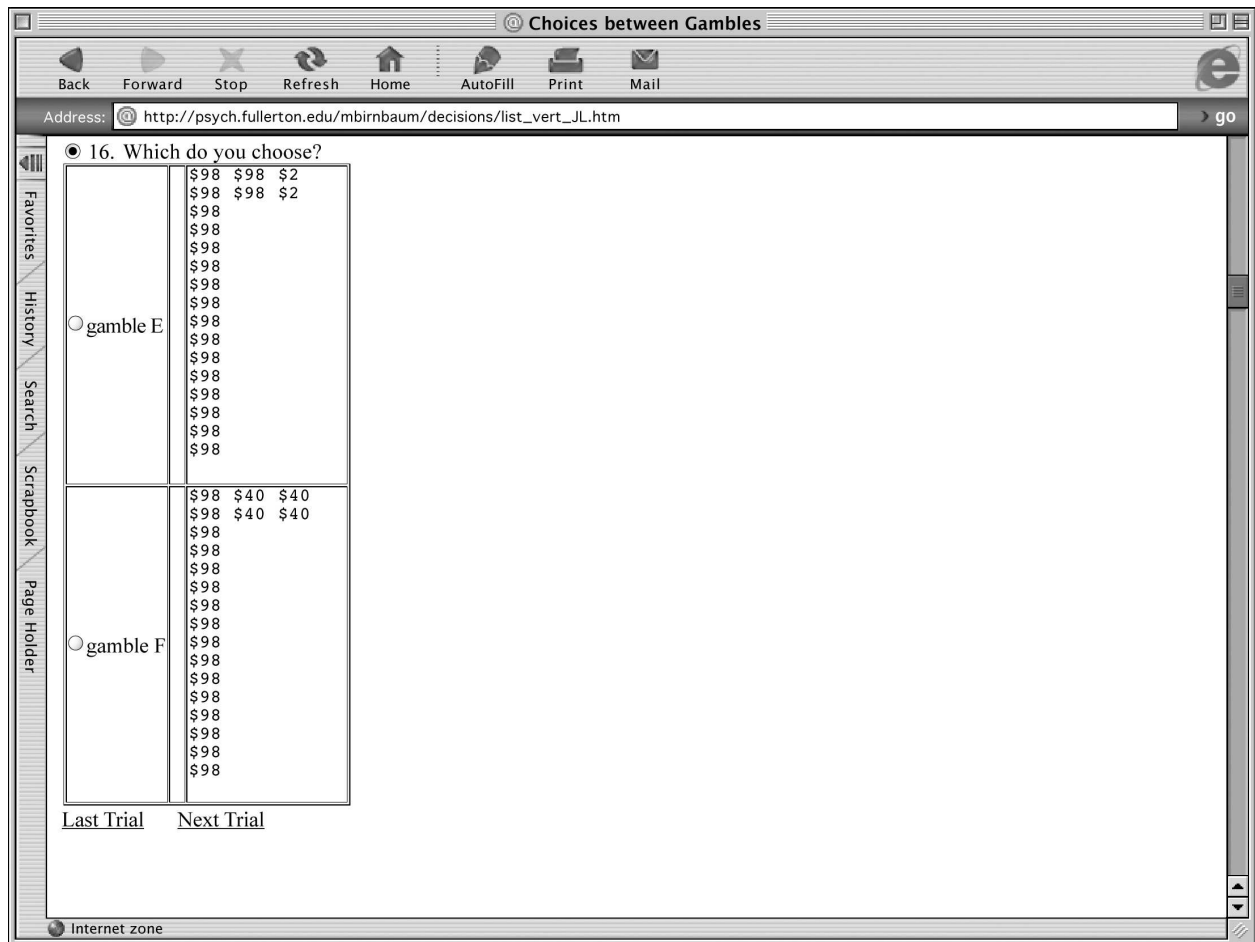 Choices between Gambles
Back Forward Stop Refresh Home AutoFill Print Mail
Address: http://psych.fullerton.edu/mbirnbaum/decisions/list_vert_JL.htm go
Favorites
History
Search
Scrapbook
Page Holder
16. Which do you choose?
gamble E
$98 $98 $2
$98 $98 $2
$98
$98
$98
$98
$98
$98
$98
$98
$98
$98
$98
$98
$98
$98
gamble F
$98 $40 $40
$98 $40 $40
$98
$98
$98
$98
$98
$98
$98
$98
$98
$98
$98
$98
$98
$98
Last Trial Next Trial
Internet zone